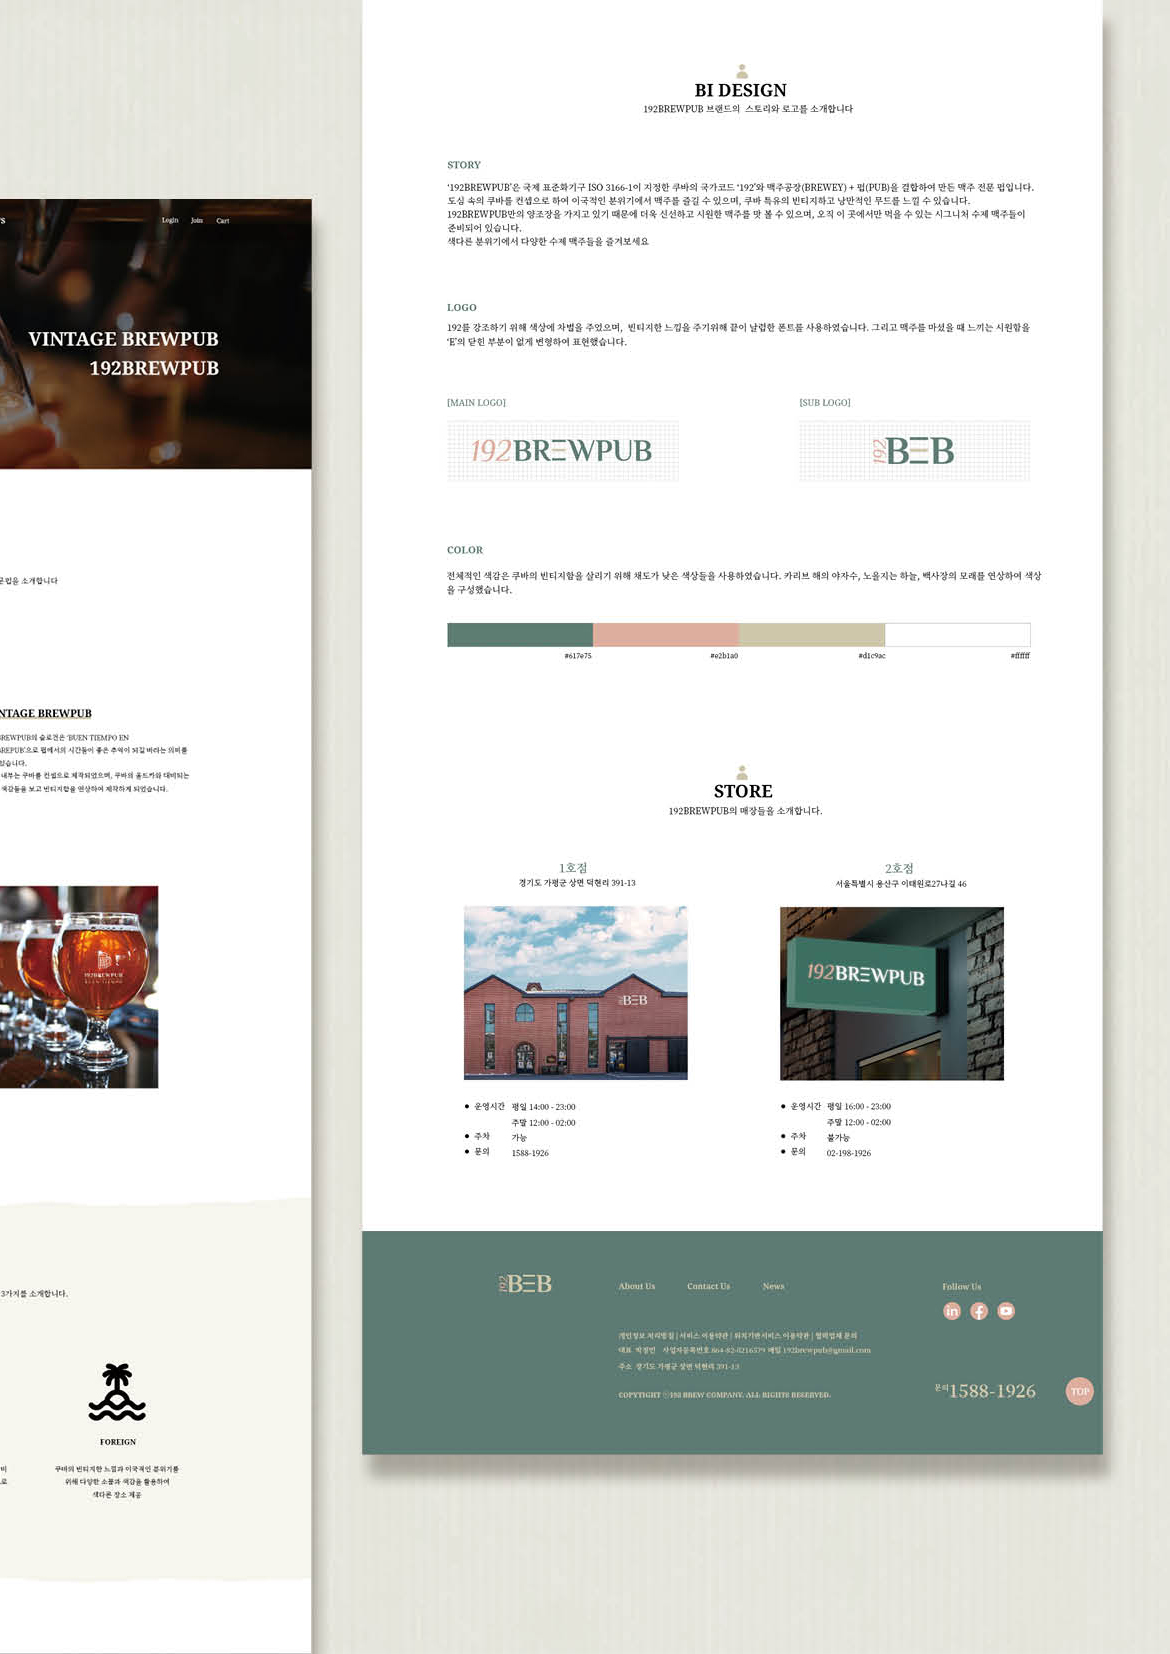 Login Join Cart
VINTAGE BREWPUB
192BREWPUB
을 소개합니다
NTAGE BREWPUB
REWPUB의 슬로건은 'BUEN TIEMPO EN
BREPUB'으로 펍에서의 시간들이 좋은 추억이 되길 바라는 의미를
있습니다.
내부는 쿠바를 컨셉으로 제작되었으며, 쿠바의 올드카와 대비되는
색감들을 보고 빈티지함을 연상하여 제작하게 되었습니다.
192BREWPUB
3가지를 소개합니다.
FOREIGN
쿠바의 빈티지한 느낌과 이국적인 분위기를
위해 다양한 소품과 색감을 활용하여
색다른 장소 제공
비
로
BI DESIGN
192BREWPUB 브랜드의 스토리와 로고를 소개합니다
STORY
'192BREWPUB'은 국제 표준화기구 ISO 3166-1이 지정한 쿠바의 국가코드 '192'와 맥주공장(BREWEY) + 펍(PUB)을 결합하여 만든 맥주 전문 펍입니다.
도심 속의 쿠바를 컨셉으로 하여 이국적인 분위기에서 맥주를 즐길 수 있으며, 쿠바 특유의 빈티지하고 낭만적인 무드를 느낄 수 있습니다.
192BREWPUB만의 양조장을 가지고 있기 때문에 더욱 신선하고 시원한 맥주를 맛 볼 수 있으며, 오직 이 곳에서만 먹을 수 있는 시그니처 수제 맥주들이
준비되어 있습니다.
색다른 분위기에서 다양한 수제 맥주들을 즐겨보세요
LOGO
192를 강조하기 위해 색상에 차별을 주었으며, 빈티지한 느낌을 주기위해 끝이 날렵한 폰트를 사용하였습니다. 그리고 맥주를 마셨을 때 느끼는 시원함을
'E'의 닫힌 부분이 없게 변형하여 표현했습니다.
[MAIN LOGO] [SUB LOGO]
192BREWPUB 192BEB
COLOR
전체적인 색감은 쿠바의 빈티지함을 살리기 위해 채도가 낮은 색상들을 사용하였습니다. 카리브 해의 야자수, 노을지는 하늘, 백사장의 모래를 연상하여 색상
을 구성했습니다.
#617e75 #e2b1a0 #d1c9ac #ffffff
STORE
192BREWPUB의 매장들을 소개합니다.
1호점 2호점
경기도 가평군 상면 덕현리 391-13 서울특별시 용산구 이태원로27나길 46
BEB 192BREWPUB
운영시간 평일 14:00 - 23:00
주말 12:00 - 02:00
주차 가능
문의 1588-1926
운영시간 평일 16:00 - 23:00
주말 12:00 - 02:00
주차 불가능
문의 02-198-1926
192BEB About Us Contact Us News Follow Us
개인정보 처리방침 | 서비스 이용약관 | 위치기반서비스 이용약관 | 협력업체 문의
대표 박정민 사업자등록번호 864-82-0216579 메일 192brewpub@gmail.com
주소 경기도 가평군 상면 덕현리 391-13
COPYTIGHT ⓒ192 BREW COMPANY. ALL RIGHTS RESERVED.
문의1588-1926 TOP